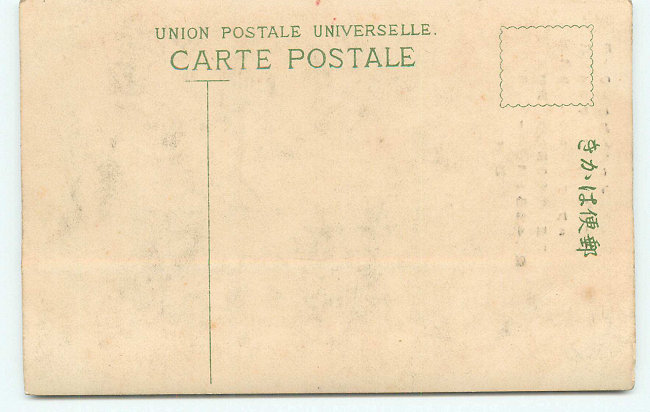 UNION POSTALE UNIVERSELLE.
CARTE POSTALE
郵便はかき